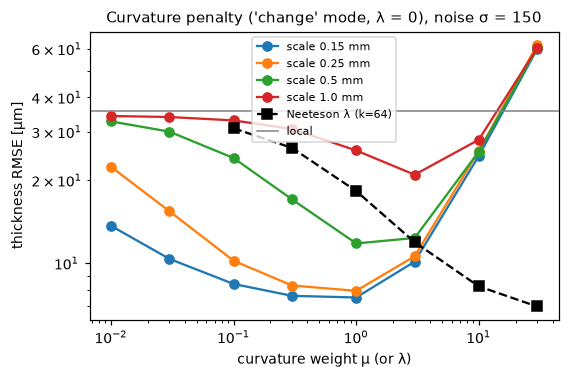 Curvature penalty ('change' mode, λ = 0), noise σ = 150
thickness RMSE [μm]
6 × 10¹
4 × 10¹
3 × 10¹
2 × 10¹
10¹
scale 0.15 mm
scale 0.25 mm
scale 0.5 mm
scale 1.0 mm
Neeteson λ (k=64)
local
10⁻²
10⁻¹
10⁰
10¹
curvature weight μ (or λ)